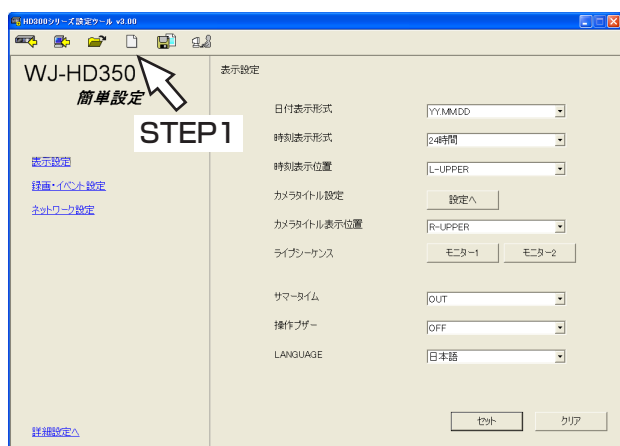 HD300シリーズ設定ツール v3.00
WJ-HD350
簡単設定
STEP1
表示設定
録画・イベント設定
ネットワーク設定
詳細設定へ
表示設定
日付表示形式 YY.MM.DD
時刻表示形式 24時間
時刻表示位置 L-UPPER
カメラタイトル設定 設定へ
カメラタイトル表示位置 R-UPPER
ライブシーケンス モニター1 モニター2
サマータイム OUT
操作ブザー OFF
LANGUAGE 日本語
セット クリア